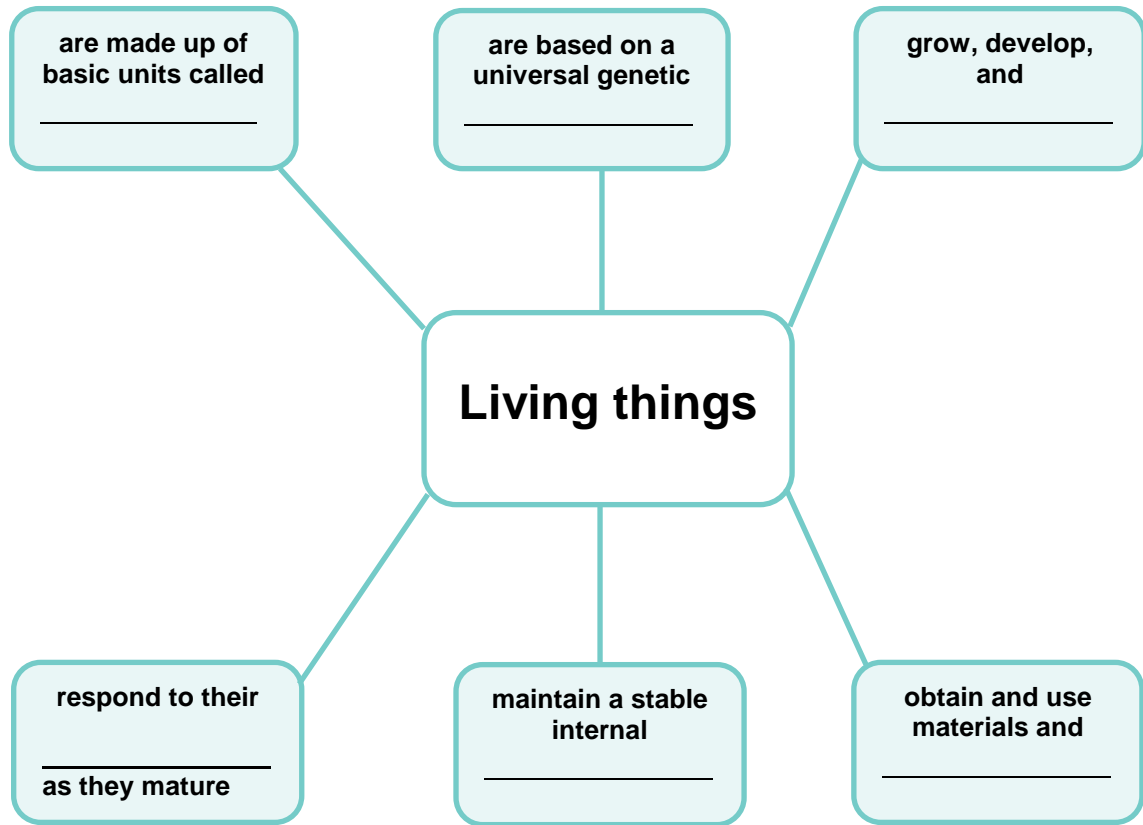 are made up of
basic units called
are based on a
universal genetic
grow, develop,
and
Living things
respond to their
as they mature
maintain a stable
internal
obtain and use
materials and